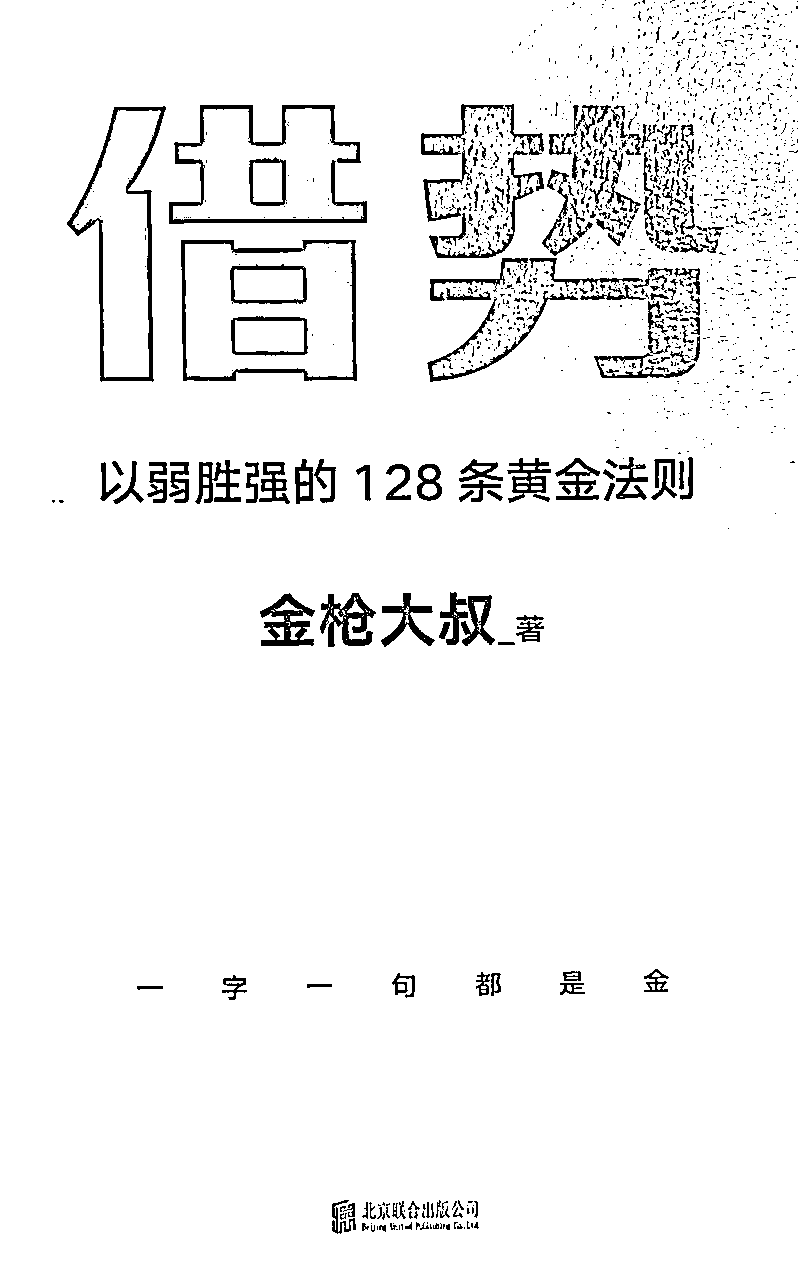 借势
以弱胜强的 128 条黄金法则
金枪大叔_著
一字一句都是金
北京联合出版公司
Beijing United Publishing Co.,Ltd.